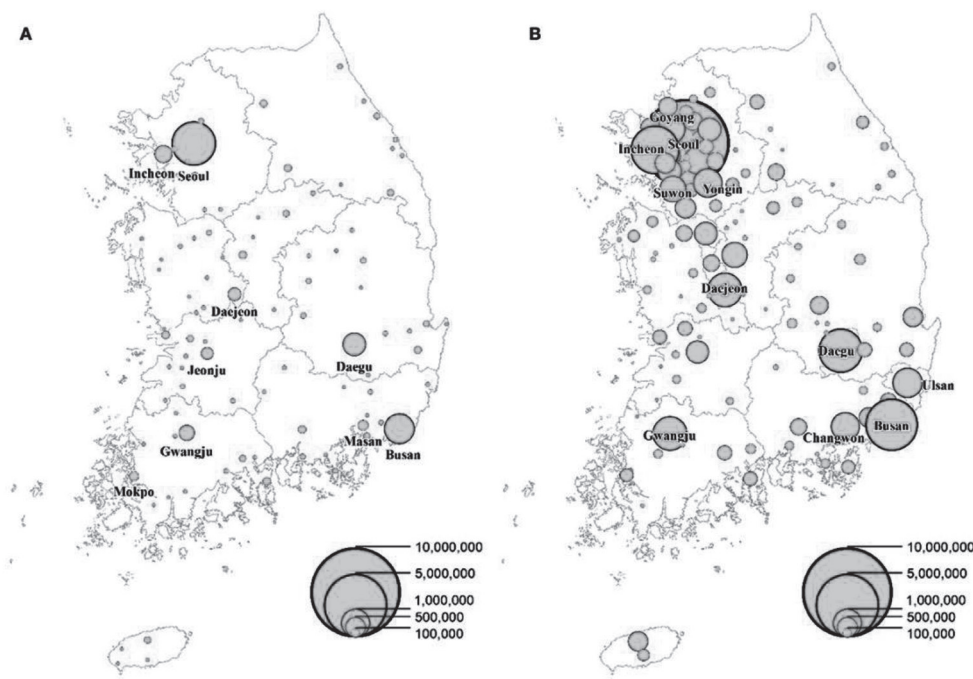 A
Incheon Seoul
Daejeon
Jeonju
Daegu
Gwangju
Masan
Busan
Mokpo
10,000,000
5,000,000
1,000,000
500,000
100,000
B
Goyang
Incheon Seoul
Suwon Yongin
Daejeon
Daegu
Ulsan
Gwangju
Changwon
Busan
10,000,000
5,000,000
1,000,000
500,000
100,000